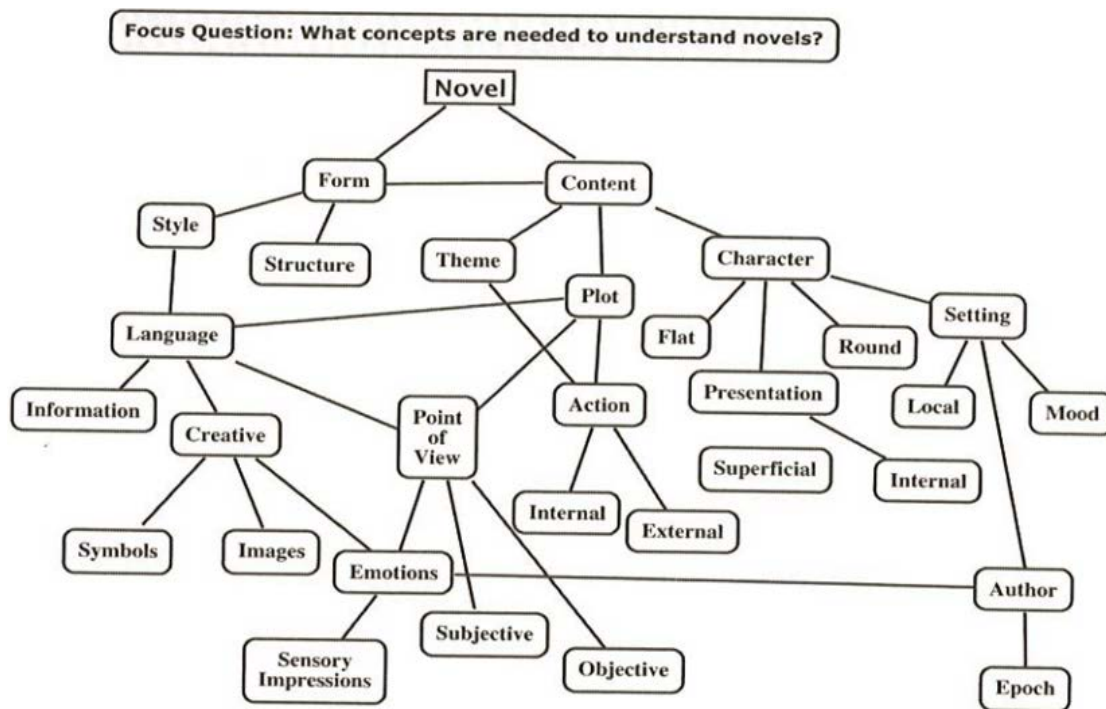 Focus Question: What concepts are needed to understand novels?
Novel
Form
Content
Style
Structure
Theme
Character
Plot
Setting
Language
Flat
Round
Information
Creative
Point
of
View
Action
Presentation
Local
Mood
Superficial
Internal
Internal
External
Symbols
Images
Emotions
Author
Subjective
Sensory
Impressions
Objective
Epoch